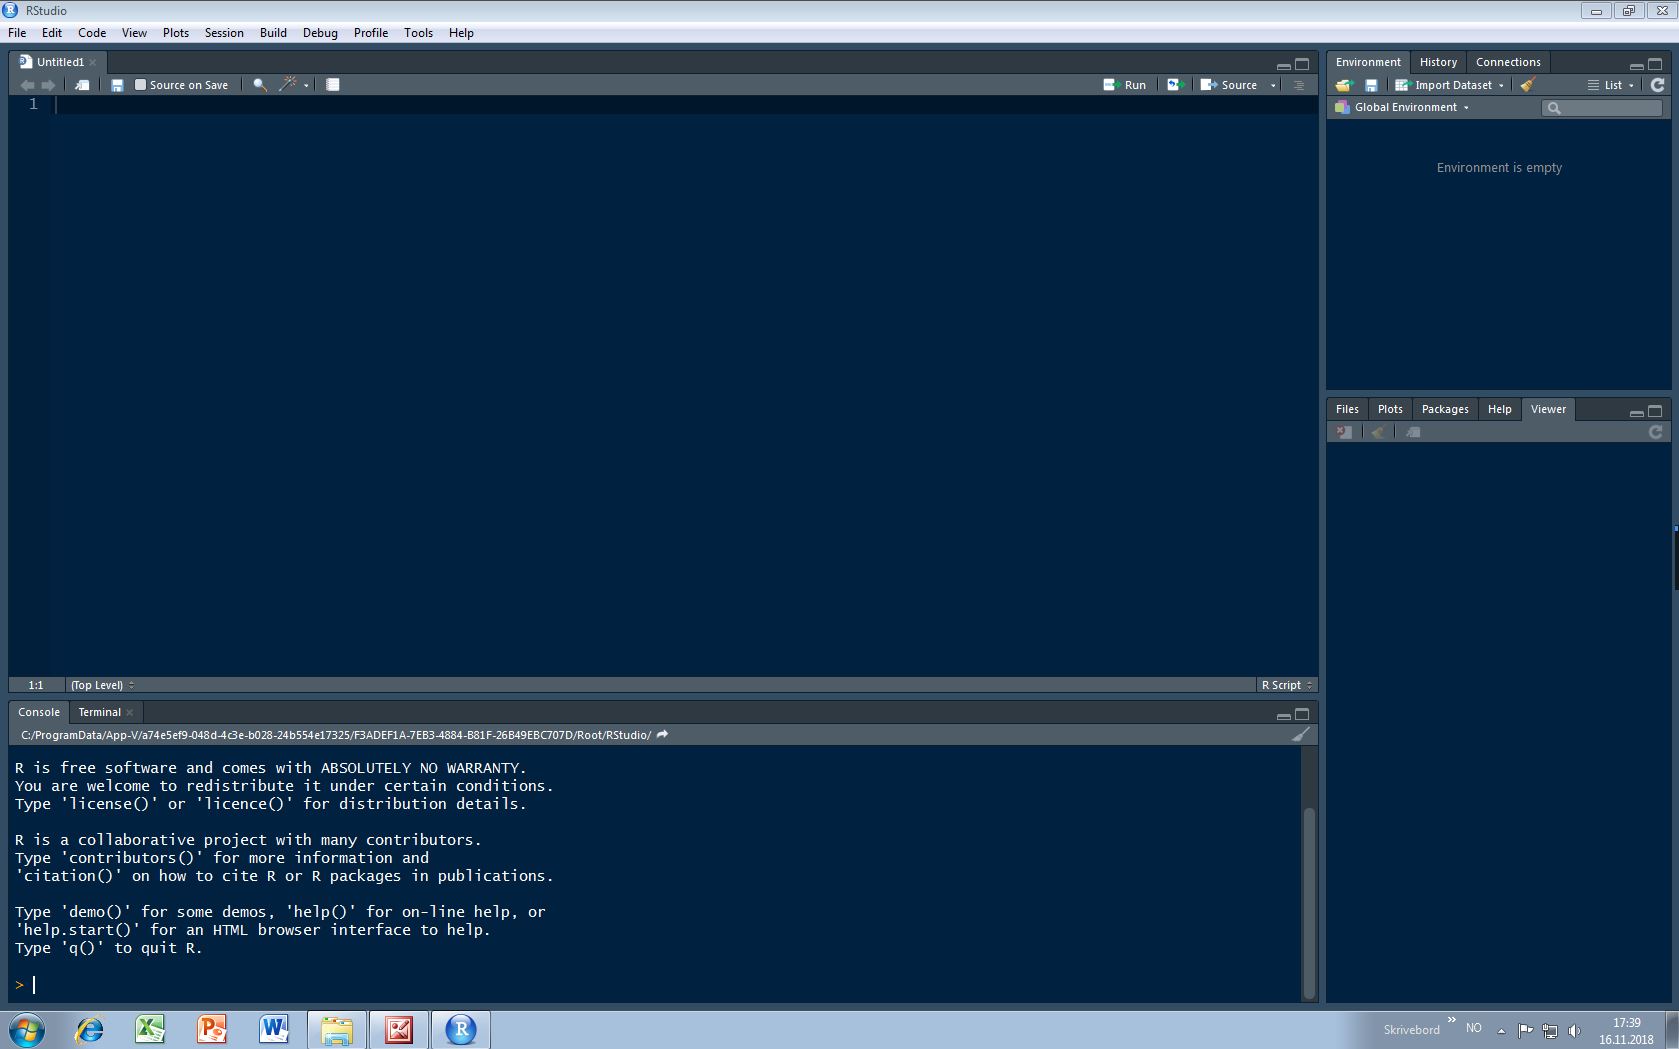 RStudio
File Edit Code View Plots Session Build Debug Profile Tools Help
Untitled1
Source on Save
Run
Source
1
1:1 (Top Level)
R Script
Console Terminal
C:/ProgramData/App-V/a74e5ef9-048d-4c3e-b028-24b554e17325/F3ADEF1A-7EB3-4884-B81F-26B49EBC707D/Root/RStudio/
R is free software and comes with ABSOLUTELY NO WARRANTY.
You are welcome to redistribute it under certain conditions.
Type 'license()' or 'licence()' for distribution details.
R is a collaborative project with many contributors.
Type 'contributors()' for more information and
'citation()' on how to cite R or R packages in publications.
Type 'demo()' for some demos, 'help()' for on-line help, or
'help.start()' for an HTML browser interface to help.
Type 'q()' to quit R.
>
Environment History Connections
Import Dataset
List
Global Environment
Environment is empty
Files Plots Packages Help Viewer
Skrivebord
NO
17:39
16.11.2018